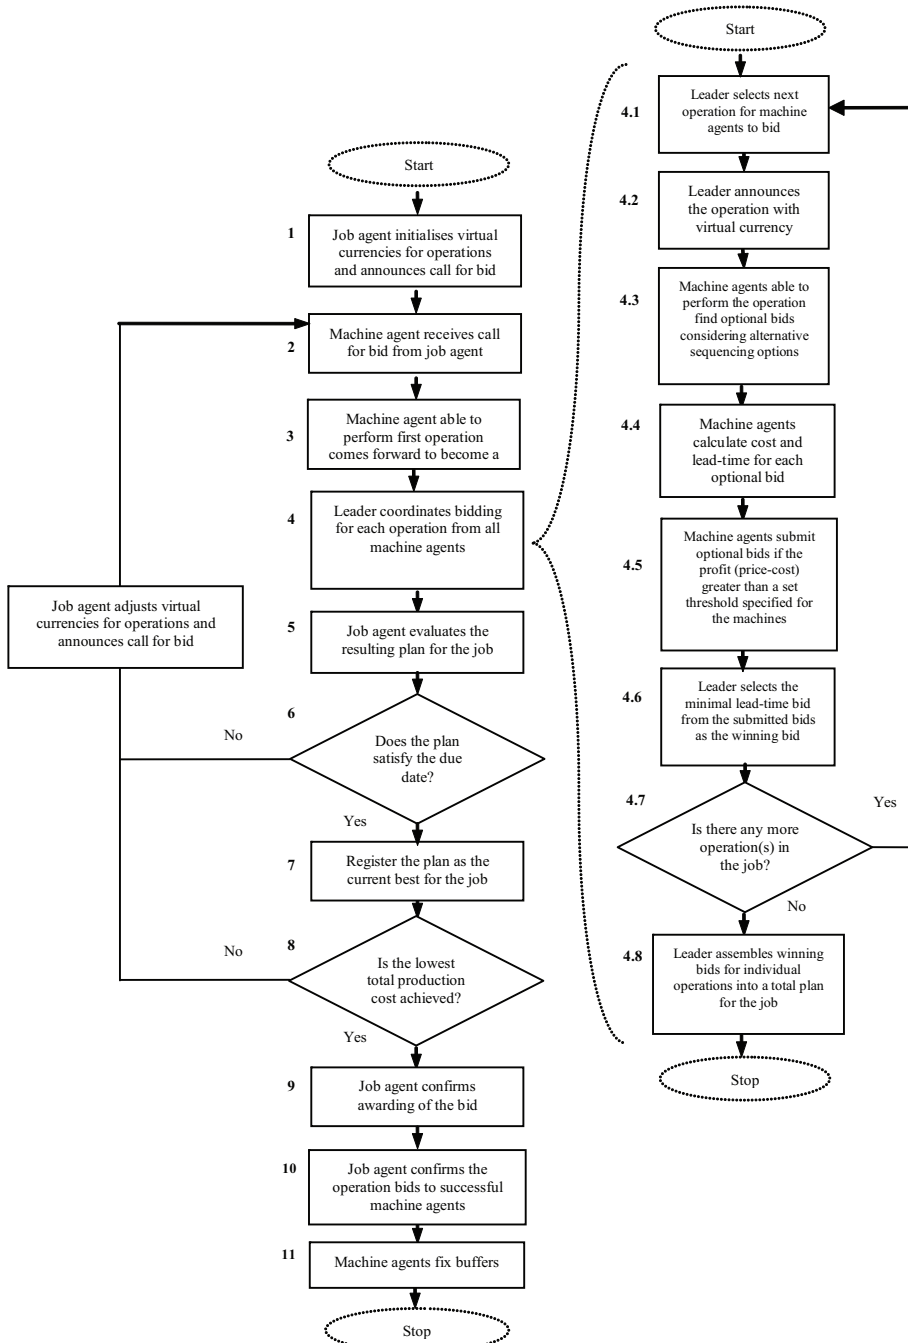 Start
1
Job agent initialises virtual
currencies for operations
and announces call for bid
2
Machine agent receives call
for bid from job agent
3
Machine agent able to
perform first operation
comes forward to become a
4
Leader coordinates bidding
for each operation from all
machine agents
Job agent adjusts virtual
currencies for operations and
announces call for bid
5
Job agent evaluates the
resulting plan for the job
6
No
Does the plan
satisfy the due
date?
Yes
7
Register the plan as the
current best for the job
8
No
Is the lowest
total production
cost achieved?
Yes
9
Job agent confirms
awarding of the bid
10
Job agent confirms the
operation bids to successful
machine agents
11
Machine agents fix buffers
Stop
Start
4.1
Leader selects next
operation for machine
agents to bid
4.2
Leader announces
the operation with
virtual currency
4.3
Machine agents able to
perform the operation
find optional bids
considering alternative
sequencing options
4.4
Machine agents
calculate cost and
lead-time for each
optional bid
4.5
Machine agents submit
optional bids if the
profit (price-cost)
greater than a set
threshold specified for
the machines
4.6
Leader selects the
minimal lead-time bid
from the submitted bids
as the winning bid
4.7
Yes
Is there any more
operation(s) in
the job?
No
4.8
Leader assembles winning
bids for individual
operations into a total plan
for the job
Stop